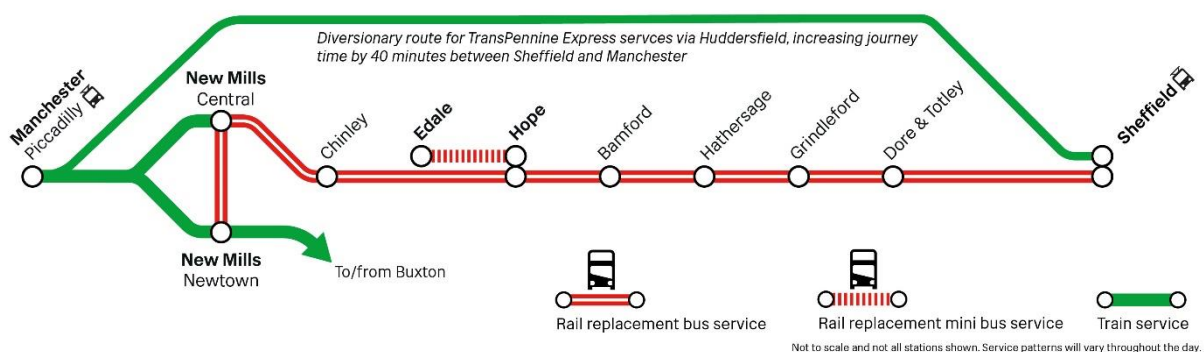 Diversionary route for TransPennine Express servces via Huddersfield, increasing journey
time by 40 minutes between Sheffield and Manchester
Manchester
Piccadilly
New Mills
Central
Chinley
Edale
Hope
Bamford
Hathersage
Grindleford
Dore & Totley
Sheffield
New Mills
Newtown
To/from Buxton
Rail replacement bus service
Rail replacement mini bus service
Train service
Not to scale and not all stations shown. Service patterns will vary throughout the day.